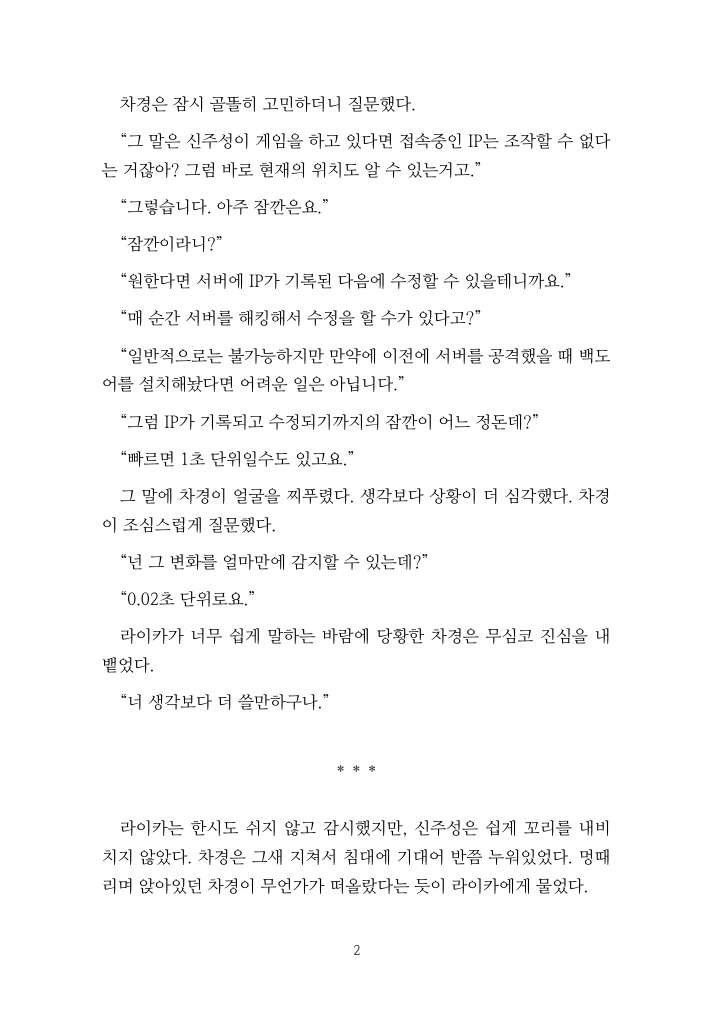 차경은 잠시 골똘히 고민하더니 질문했다.
“그 말은 신주성이 게임을 하고 있다면 접속중인 IP는 조작할 수 없다
는 거잖아? 그럼 바로 현재의 위치도 알 수 있는거고.”
“그렇습니다. 아주 잠깐은요.”
“잠깐이라니?”
“원한다면 서버에 IP가 기록된 다음에 수정할 수 있을테니까요.”
“매 순간 서버를 해킹해서 수정을 할 수가 있다고?”
“일반적으로는 불가능하지만 만약에 이전에 서버를 공격했을 때 백도
어를 설치해놨다면 어려운 일은 아닙니다.”
“그럼 IP가 기록되고 수정되기까지의 잠깐이 어느 정돈데?”
“빠르면 1초 단위일수도 있고요.”
그 말에 차경이 얼굴을 찌푸렸다. 생각보다 상황이 더 심각했다. 차경
이 조심스럽게 질문했다.
“넌 그 변화를 얼마만에 감지할 수 있는데?”
“0.02초 단위로요.”
라이카가 너무 쉽게 말하는 바람에 당황한 차경은 무심코 진심을 내
뱉었다.
“너 생각보다 더 쓸만하구나.”
* * *
라이카는 한시도 쉬지 않고 감시했지만, 신주성은 쉽게 꼬리를 내비
치지 않았다. 차경은 그새 지쳐서 침대에 기대어 반쯤 누워있었다. 멍때
리며 앉아있던 차경이 무언가가 떠올랐다는 듯이 라이카에게 물었다.
2